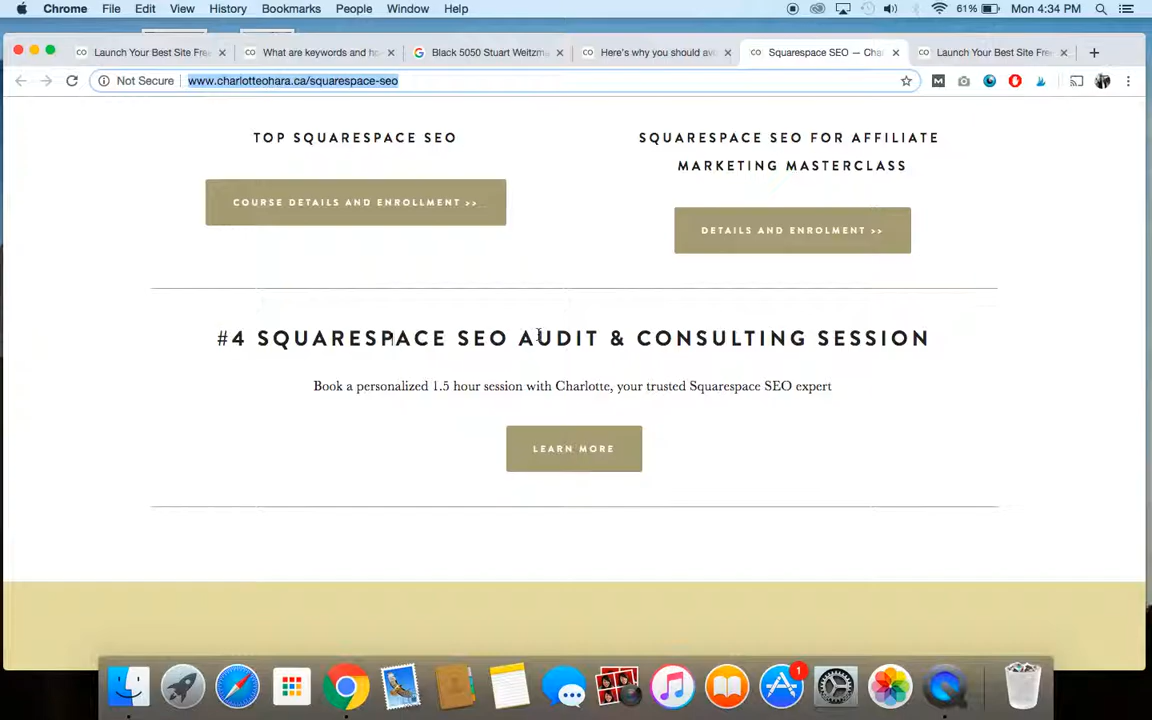 Chrome File Edit View History Bookmarks People Window Help 61% Mon 4:34 PM
Launch Your Best Site Free
What are keywords and ho
Black 5050 Stuart Weitzma
Here's why you should av
Squarespace SEO — Cha
Launch Your Best Site Free
Not Secure www.charlotteohara.ca/squarespace-seo
TOP SQUARESPACE SEO
COURSE DETAILS AND ENROLLMENT >>
SQUARESPACE SEO FOR AFFILIATE
MARKETING MASTERCLASS
DETAILS AND ENROLMENT >>
#4 SQUARESPACE SEO AUDIT & CONSULTING SESSION
Book a personalized 1.5 hour session with Charlotte, your trusted Squarespace SEO expert
LEARN MORE
1